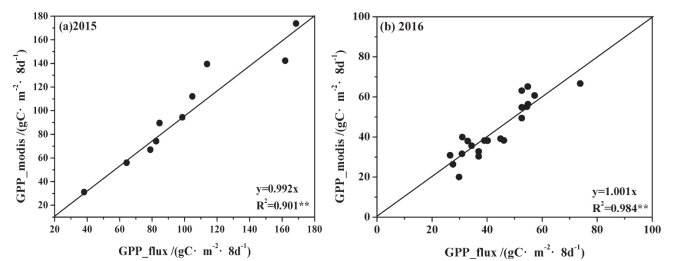 (a)2015
GPP_modis /(gC· m⁻²· 8d⁻¹)
180
160
140
120
100
80
60
40
20
y=0.992x
R²=0.901**
20 40 60 80 100 120 140 160 180
GPP_flux /(gC· m⁻²· 8d⁻¹)
(b) 2016
GPP_modis /(gC· m⁻²· 8d⁻¹)
100
80
60
40
20
0
y=1.001x
R²=0.984**
0 20 40 60 80 100
GPP_flux /(gC· m⁻²· 8d⁻¹)